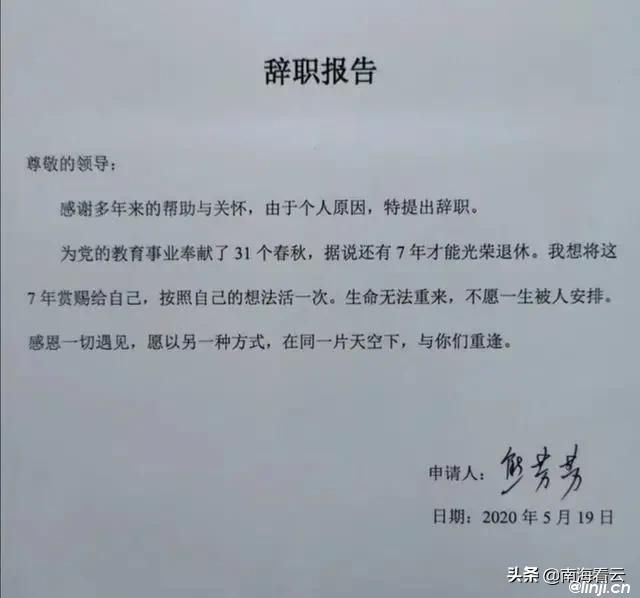 辞职报告
尊敬的领导：
感谢多年来的帮助与关怀，由于个人原因，特提出辞职。
为党的教育事业奉献了 31 个春秋，据说还有 7 年才能光荣退休。我想将这
7 年赏赐给自己，按照自己的想法活一次。生命无法重来，不愿一生被人安排。
感恩一切遇见，愿以另一种方式，在同一片天空下，与你们重逢。
申请人：熊芳芳
日期：2020 年 5 月 19 日
头条 @南海看云
@linji.cn